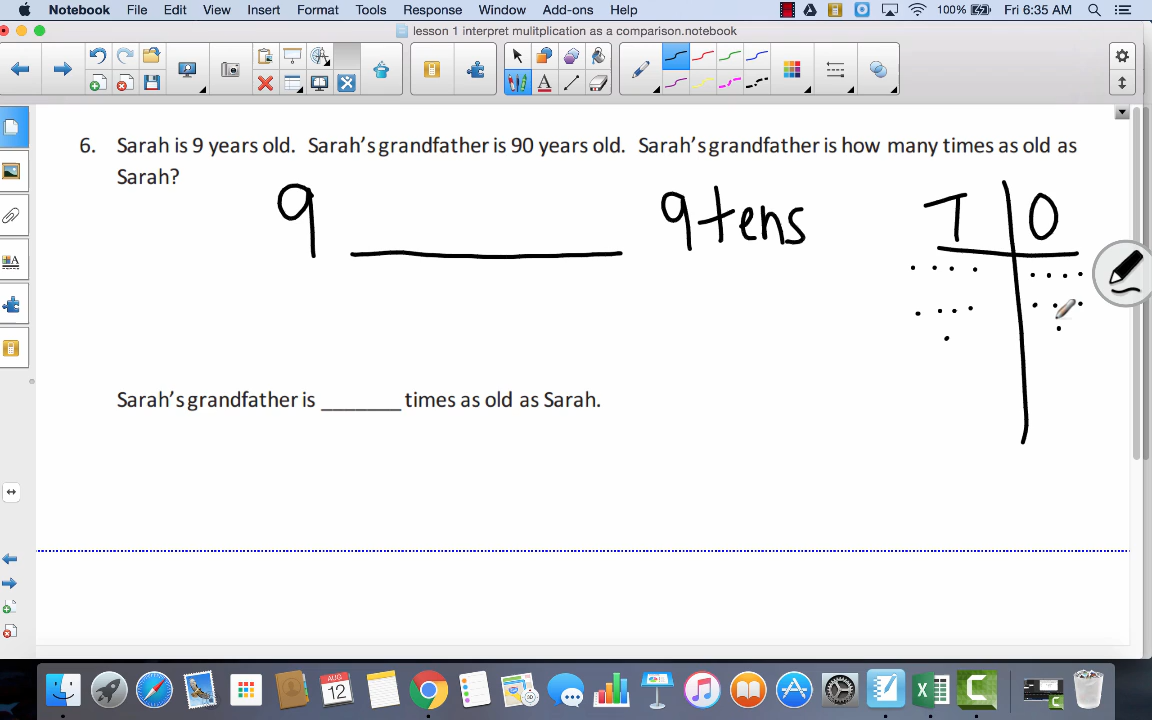 Notebook File Edit View Insert Format Tools Response Window Add-ons Help 100% Fri 6:35 AM
lesson 1 interpret mulitplication as a comparison.notebook
6. Sarah is 9 years old. Sarah's grandfather is 90 years old. Sarah's grandfather is how many times as old as
Sarah?
9 9 tens T O
Sarah's grandfather is _______ times as old as Sarah.
AUG
12